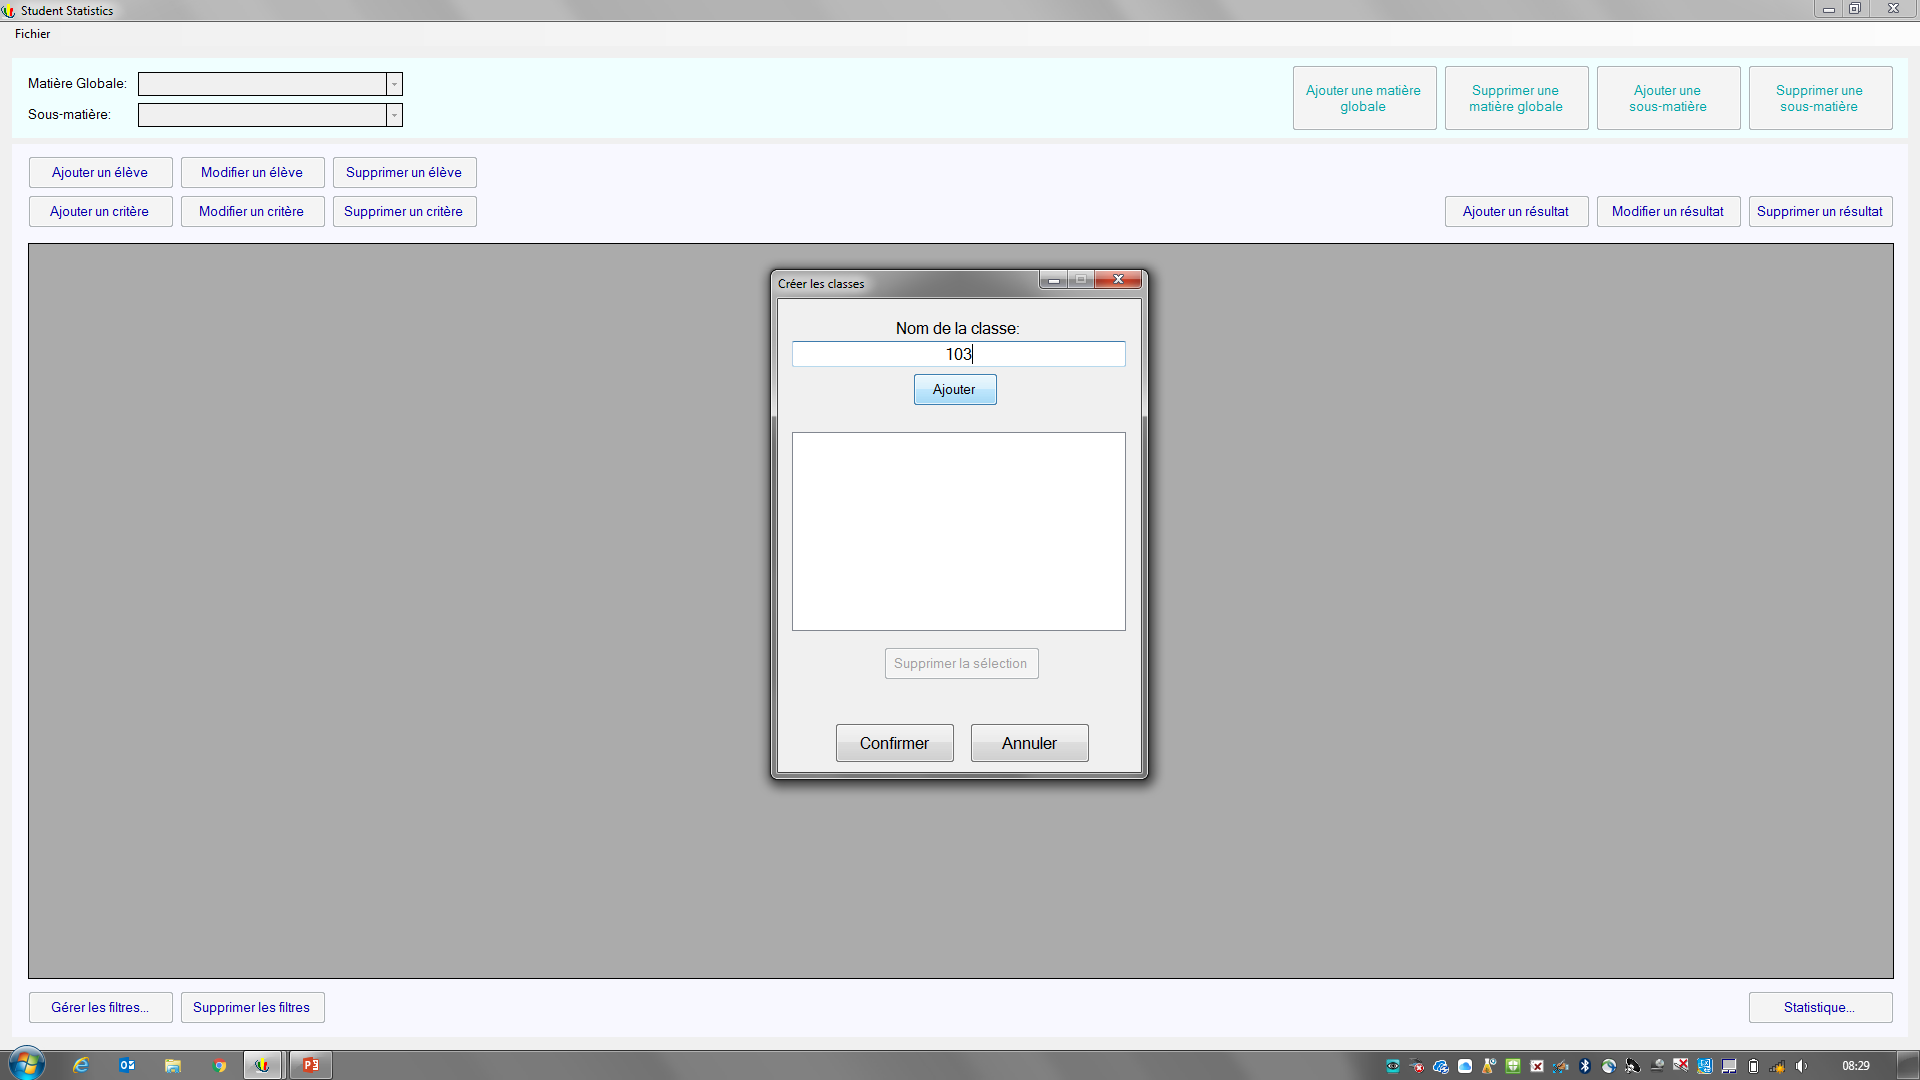 Student Statistics
Fichier
Matière Globale:
Sous-matière:
Ajouter une matière
globale
Supprimer une
matière globale
Ajouter une
sous-matière
Supprimer une
sous-matière
Ajouter un élève
Modifier un élève
Supprimer un élève
Ajouter un critère
Modifier un critère
Supprimer un critère
Ajouter un résultat
Modifier un résultat
Supprimer un résultat
Créer les classes
Nom de la classe:
103
Ajouter
Supprimer la sélection
Confirmer
Annuler
Gérer les filtres...
Supprimer les filtres
Statistique...
08:29